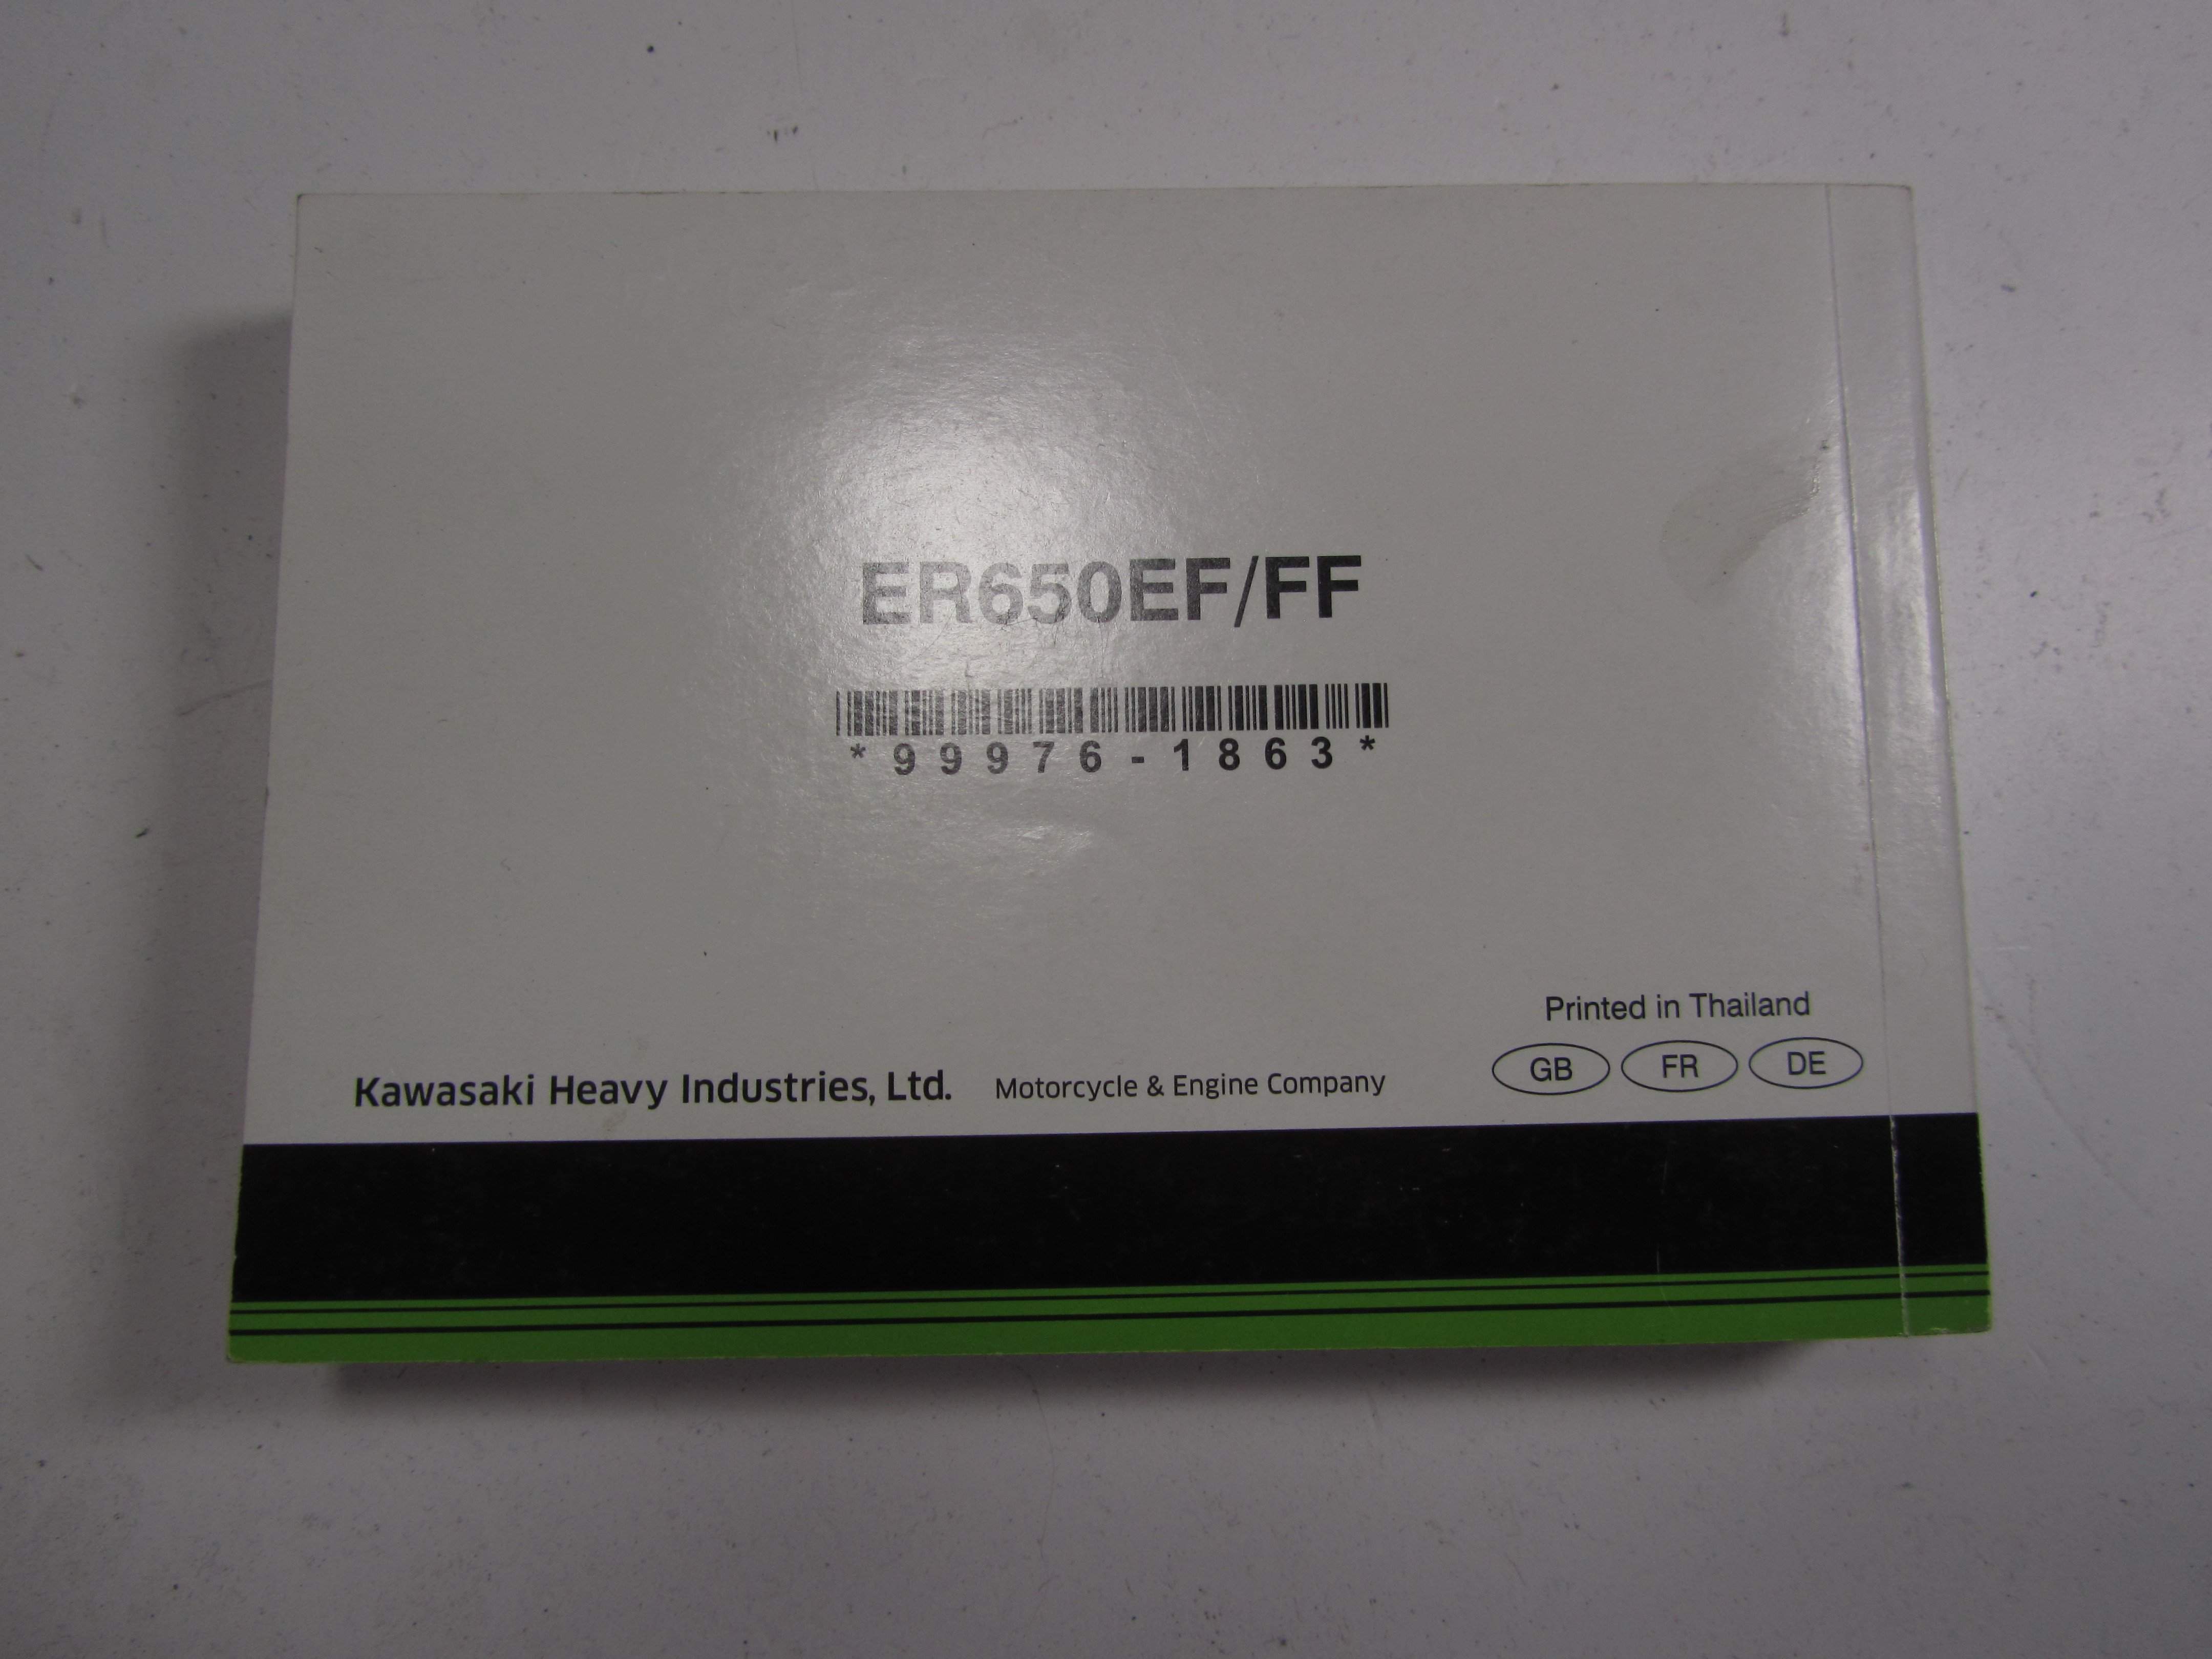 ER650EF/FF
*99976-1863*
Printed in Thailand
GB FR DE
Kawasaki Heavy Industries, Ltd. Motorcycle & Engine Company